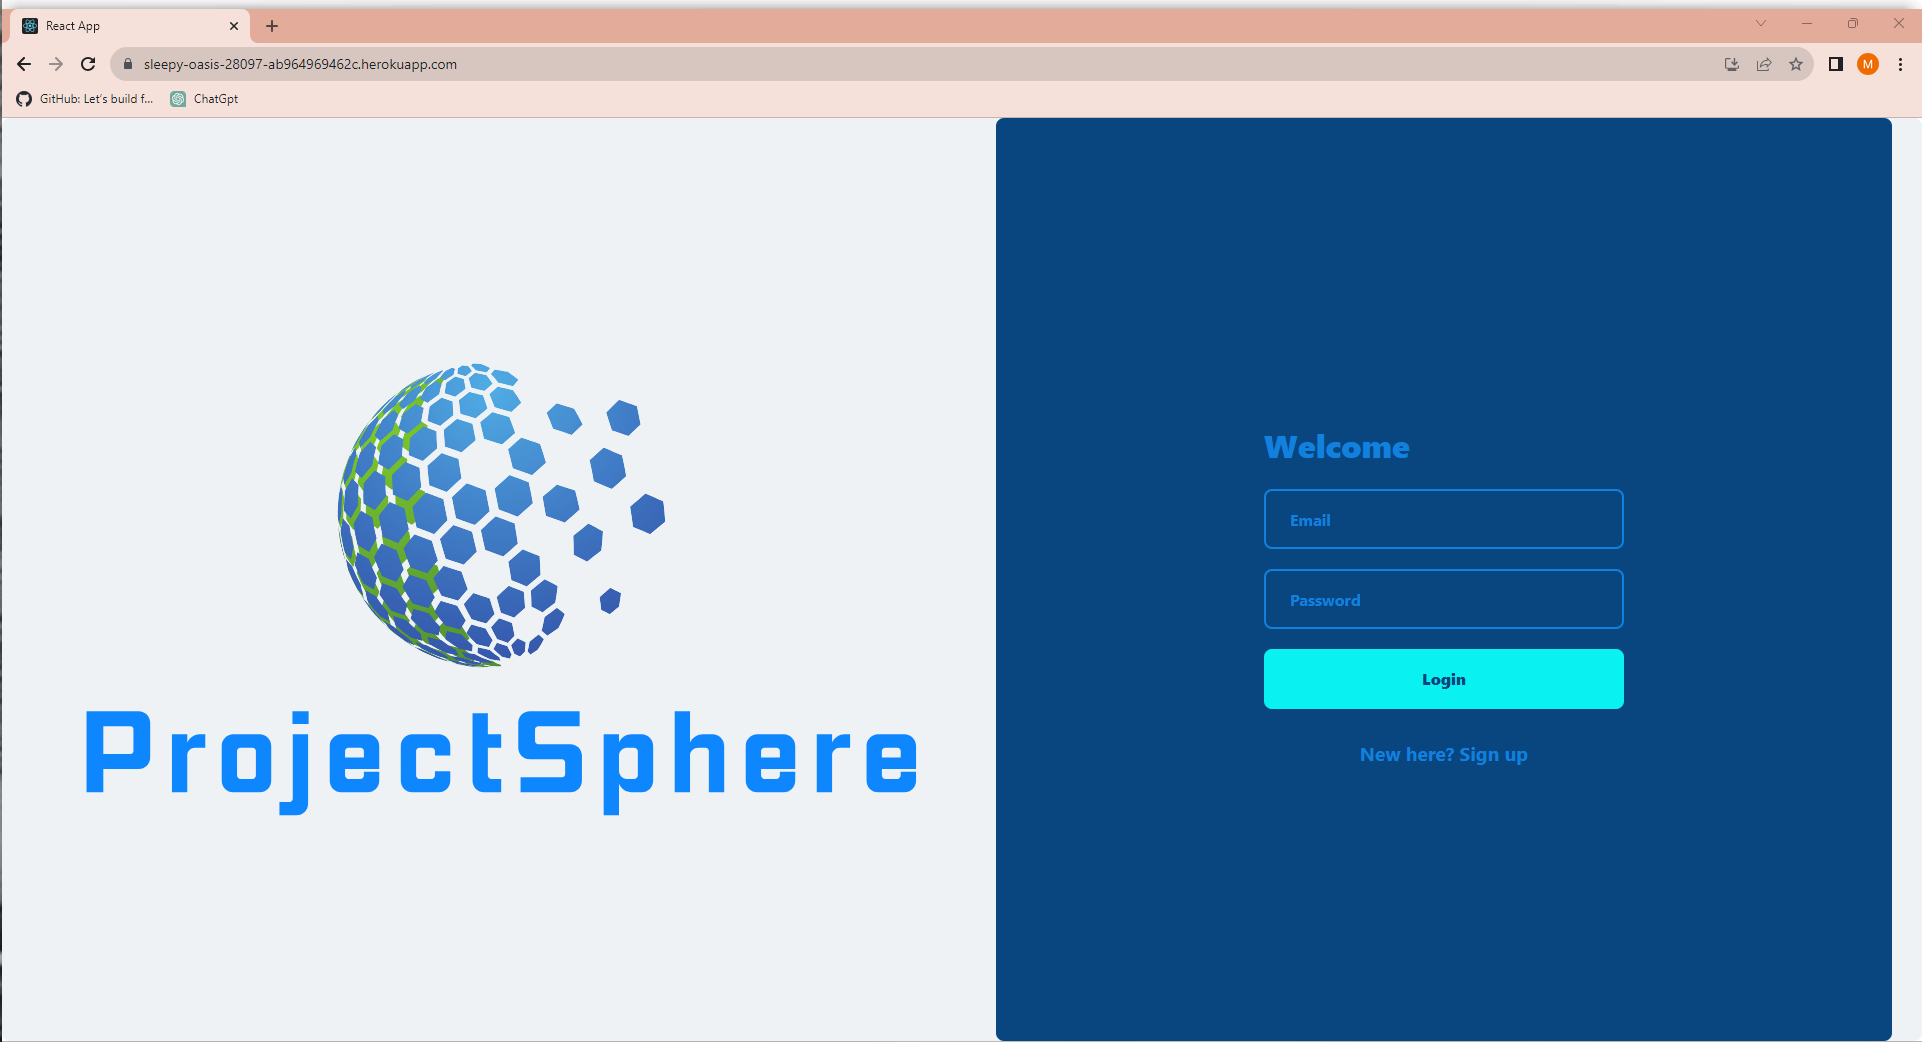 React App
sleepy-oasis-28097-ab964969462c.herokuapp.com
M
GitHub: Let's build f...
ChatGpt
ProjectSphere
Welcome
Email
Password
Login
New here? Sign up